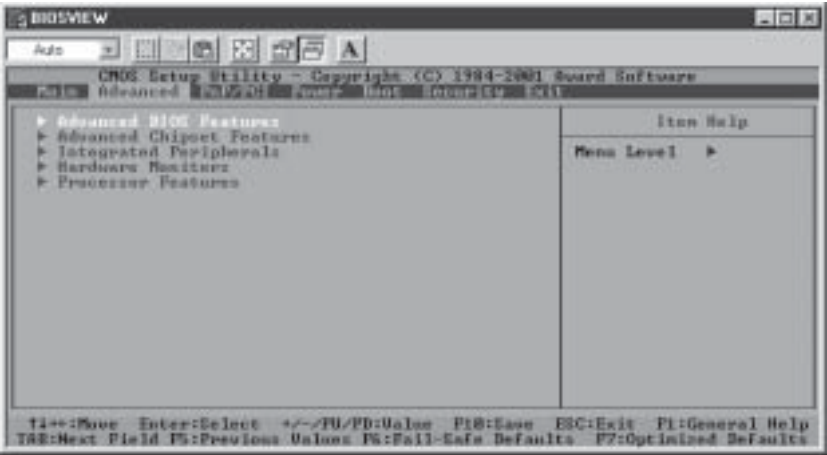 BIOSVIEW
Auto
A
CMOS Setup Utility - Copyright (C) 1984-2001 Award Software
Main Advanced PnP/PCI Power Boot Security Exit
▶ Advanced BIOS Features
▶ Advanced Chipset Features
▶ Integrated Peripherals
▶ Hardware Monitors
▶ Processor Features
Item Help
Menu Level ▶
↑↓→←:Move Enter:Select +/-/PU/PD:Value F10:Save ESC:Exit F1:General Help
TAB:Next Field F5:Previous Values F6:Fail-Safe Defaults F7:Optimized Defaults